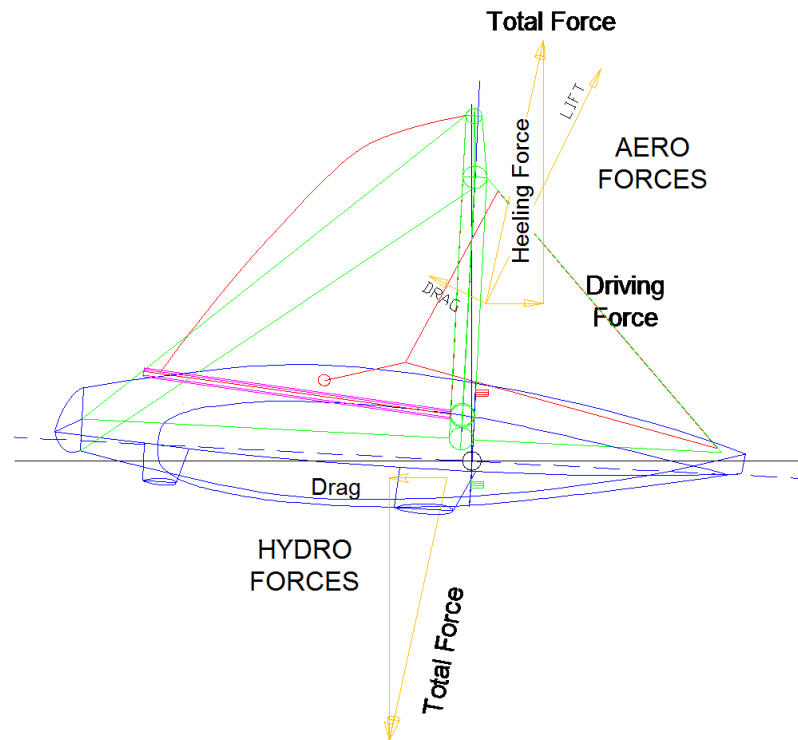 Total Force
LIFT
Heeling Force
AERO
FORCES
DRAG
Driving
Force
Drag
HYDRO
FORCES
Total Force